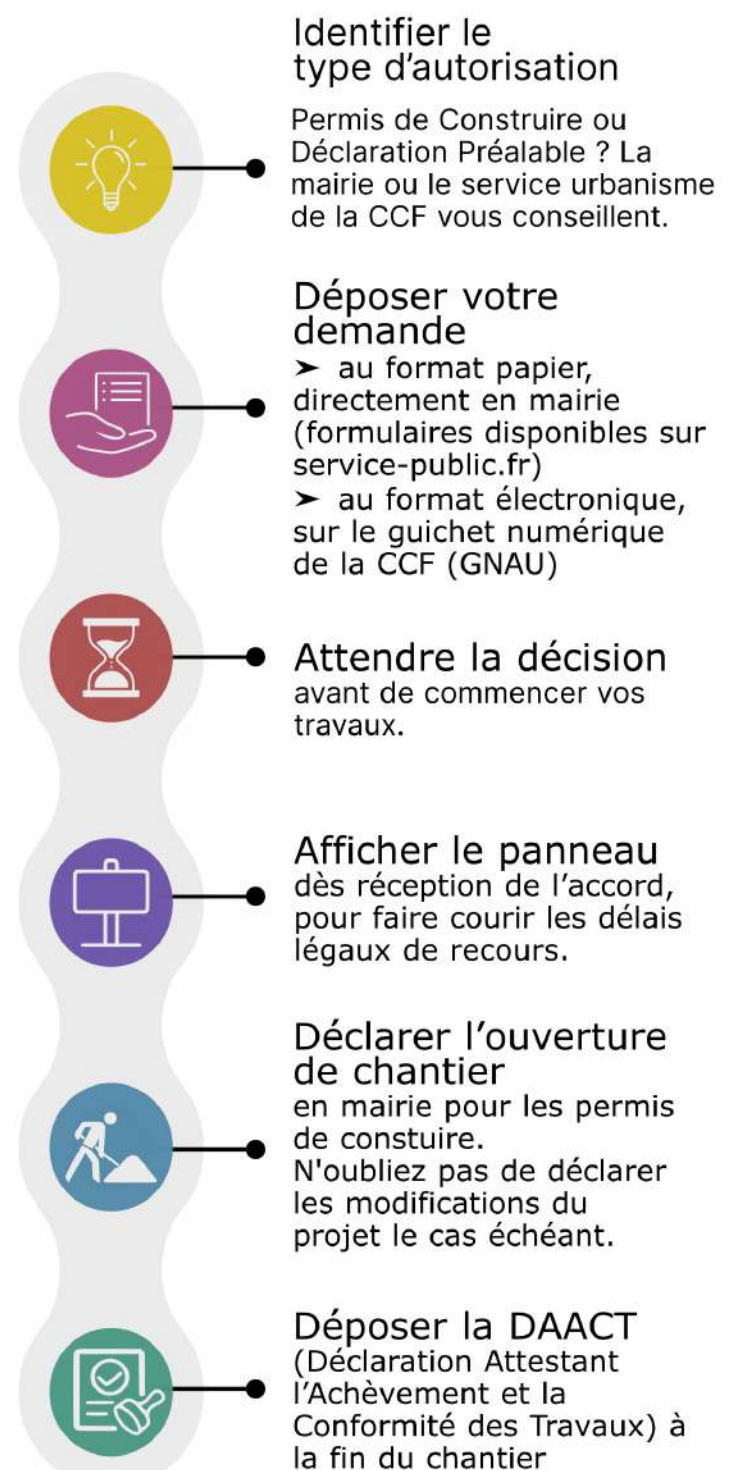 Identifier le
type d’autorisation
Permis de Construire ou
Déclaration Préalable ? La
mairie ou le service urbanisme
de la CCF vous conseillent.
Déposer votre
demande
➤ au format papier,
directement en mairie
(formulaires disponibles sur
service-public.fr)
➤ au format électronique,
sur le guichet numérique
de la CCF (GNAU)
Attendre la décision
avant de commencer vos
travaux.
Afficher le panneau
dès réception de l’accord,
pour faire courir les délais
légaux de recours.
Déclarer l’ouverture
de chantier
en mairie pour les permis
de constuire.
N'oubliez pas de déclarer
les modifications du
projet le cas échéant.
Déposer la DAACT
(Déclaration Attestant
l’Achèvement et la
Conformité des Travaux) à
la fin du chantier